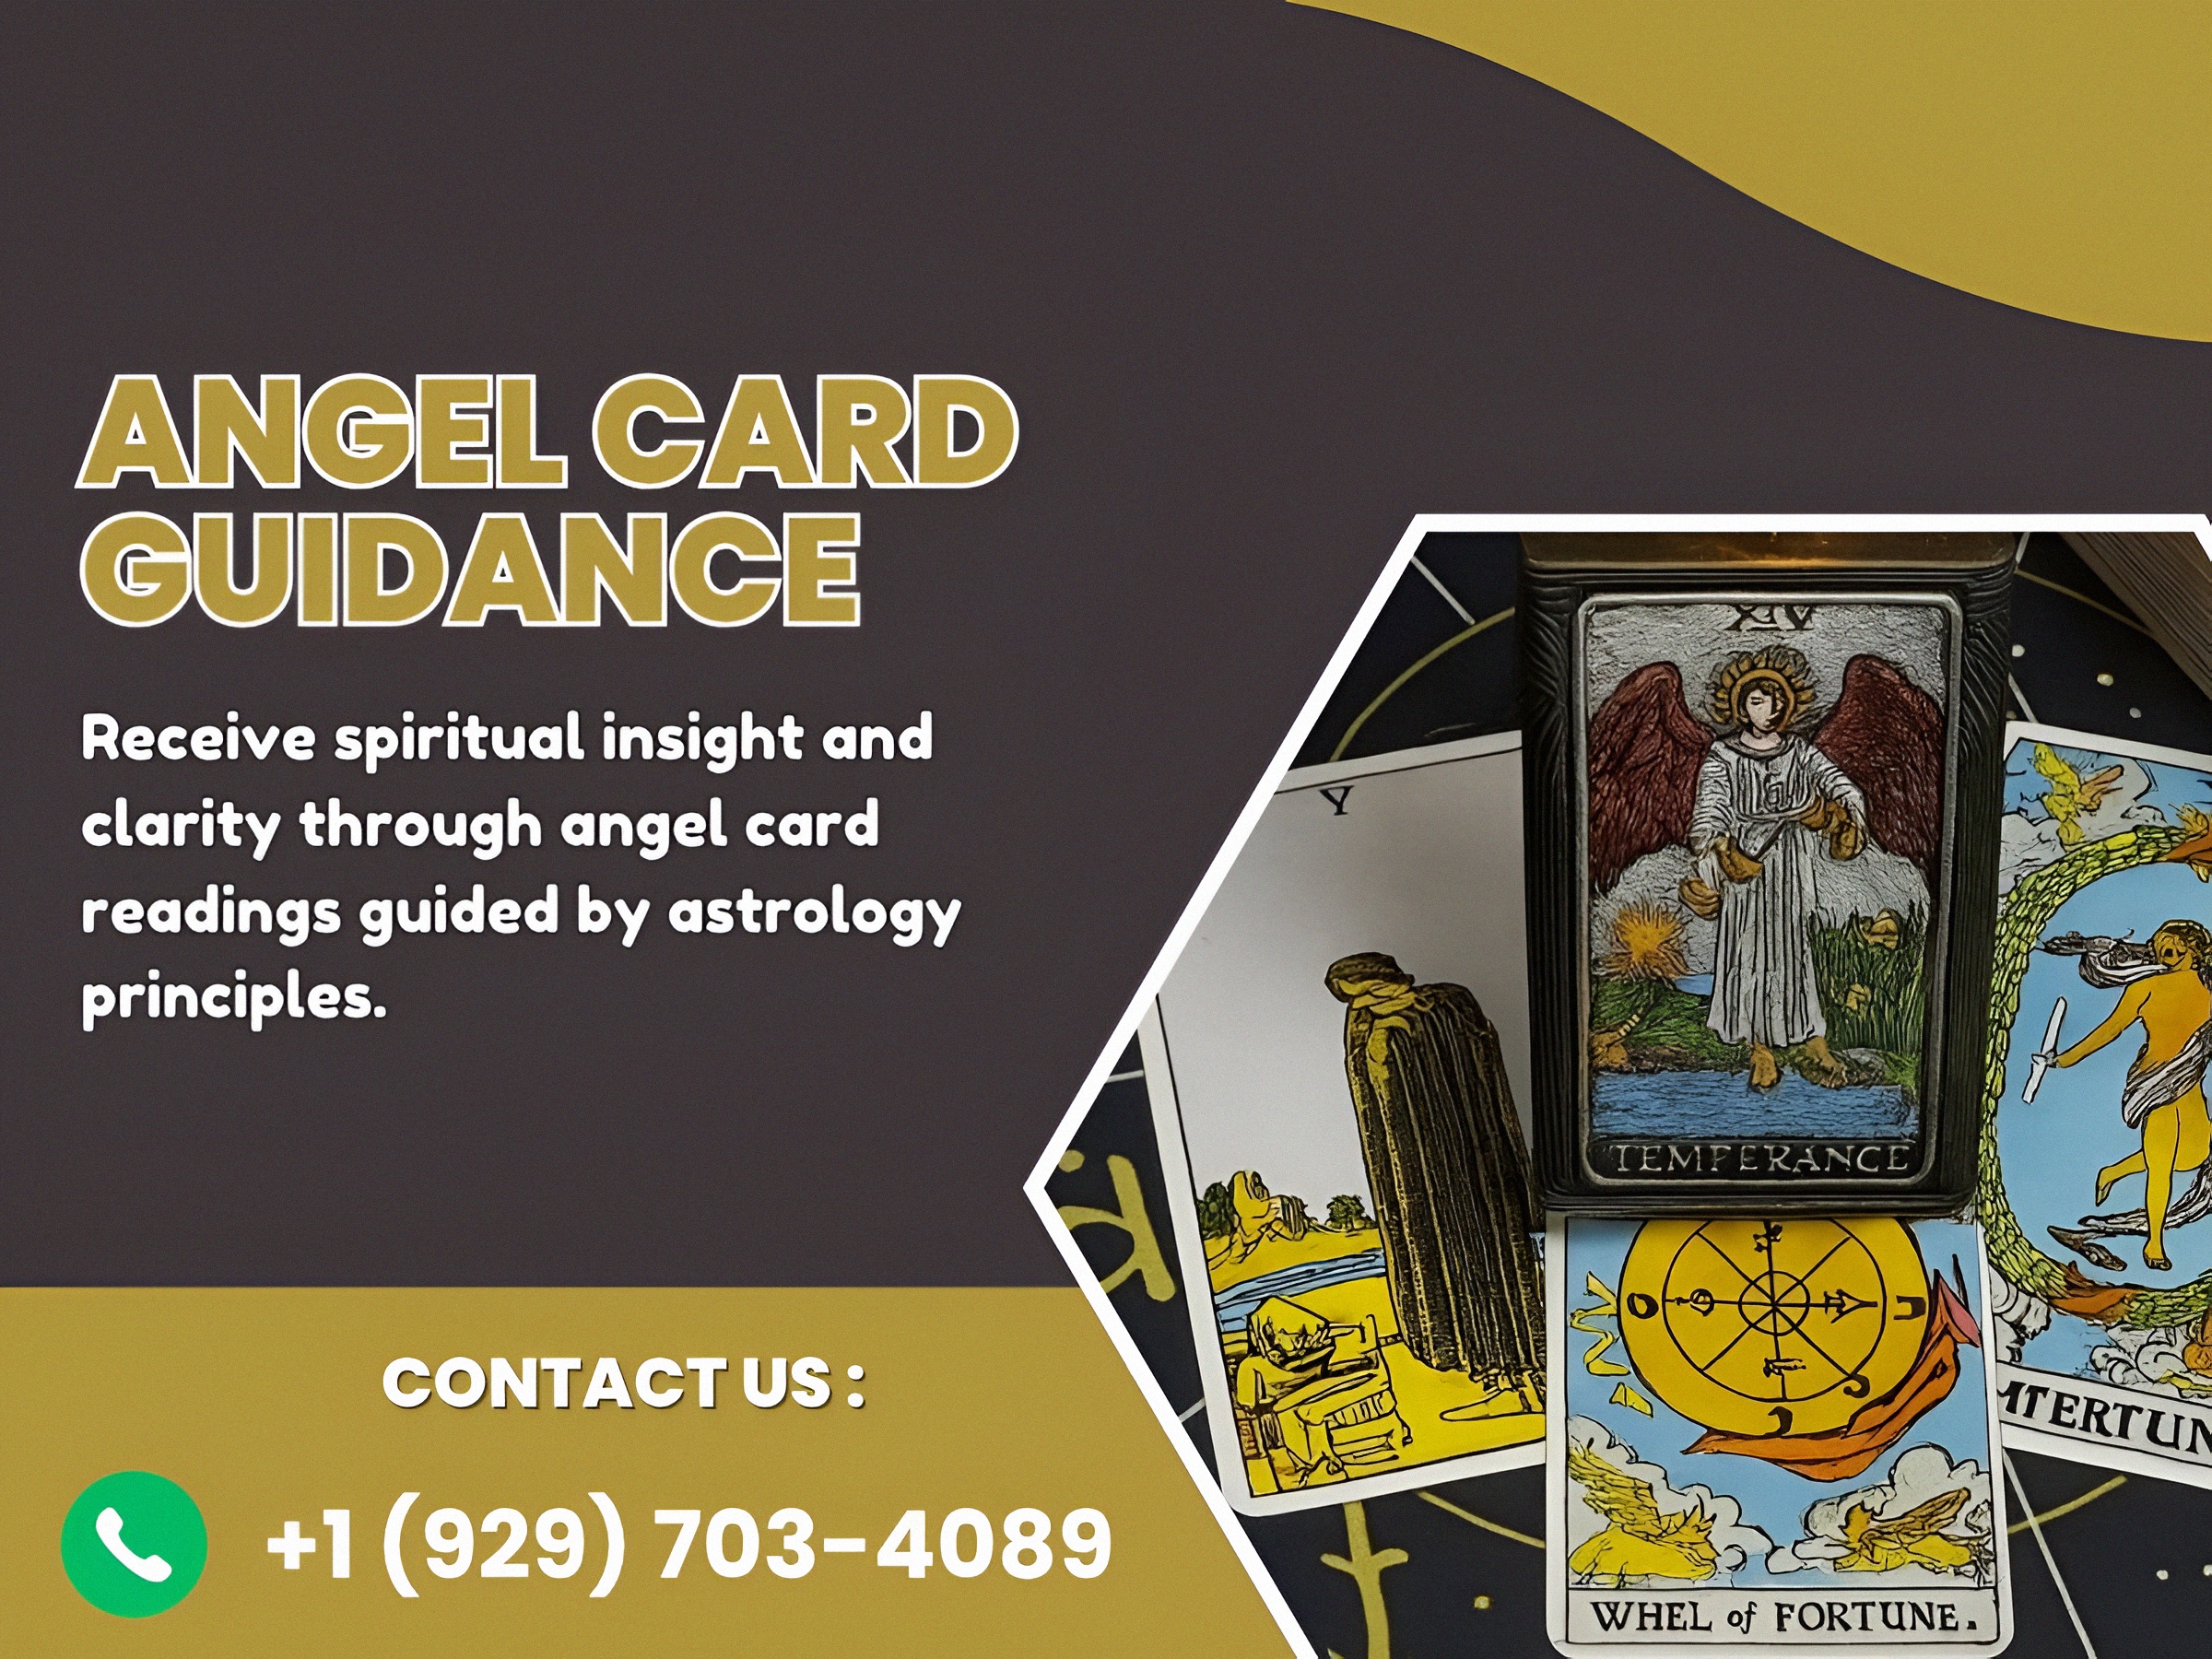 ANGEL CARD
GUIDANCE
Receive spiritual insight and
clarity through angel card
readings guided by astrology
principles.
CONTACT US :
+1 (929) 703-4089
XIV
TEMPERANCE
WHEL of FORTUNE.